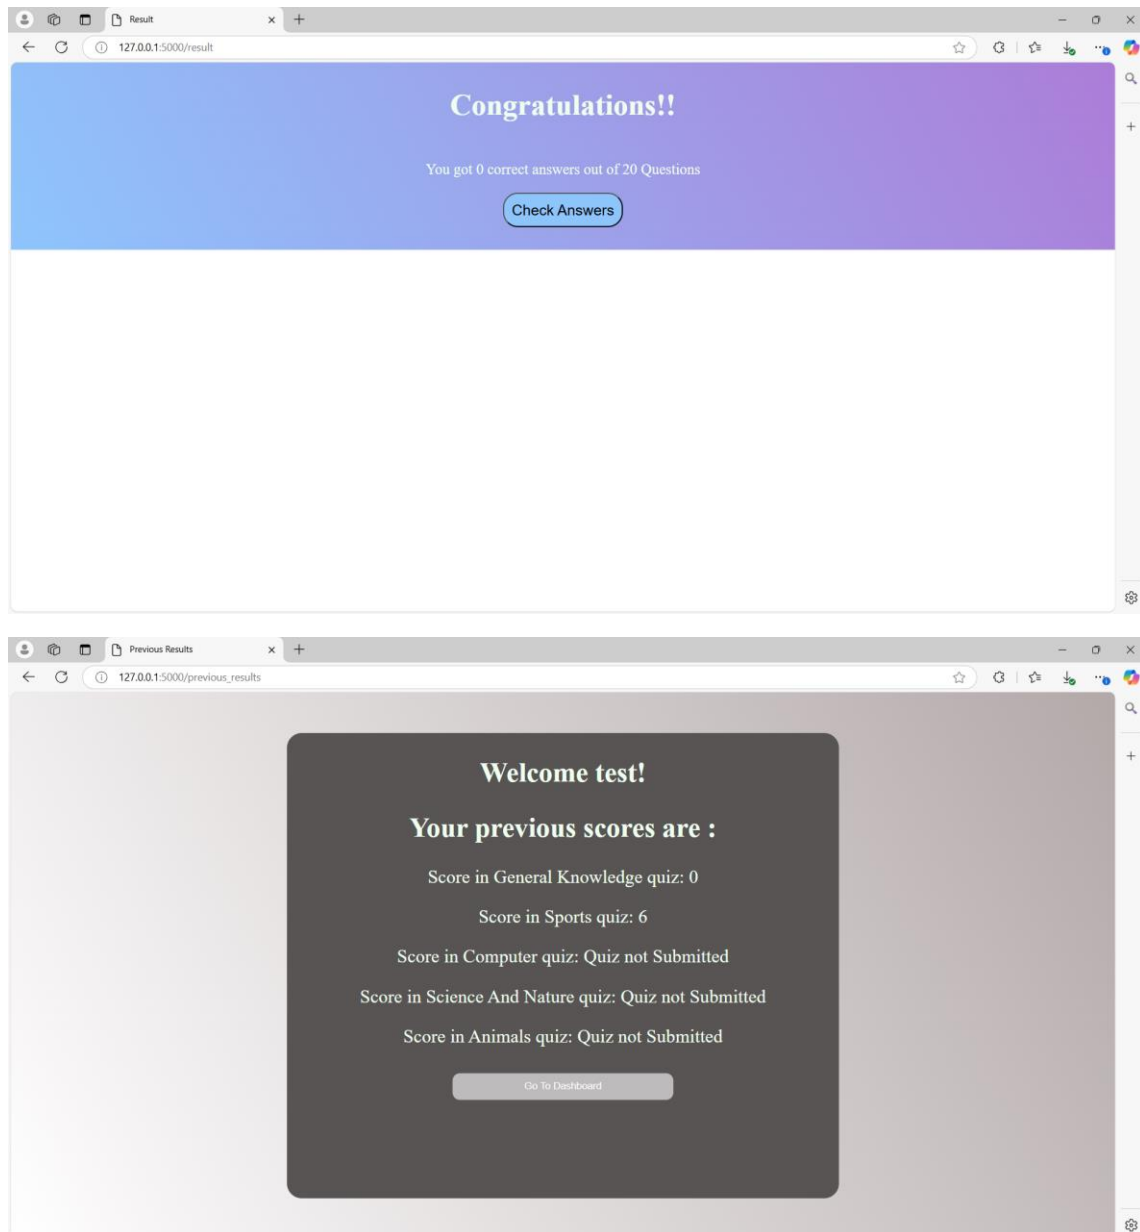 Result
127.0.0.1:5000/result
Congratulations!!
You got 0 correct answers out of 20 Questions
Check Answers
Previous Results
127.0.0.1:5000/previous_results
Welcome test!
Your previous scores are :
Score in General Knowledge quiz: 0
Score in Sports quiz: 6
Score in Computer quiz: Quiz not Submitted
Score in Science And Nature quiz: Quiz not Submitted
Score in Animals quiz: Quiz not Submitted
Go To Dashboard